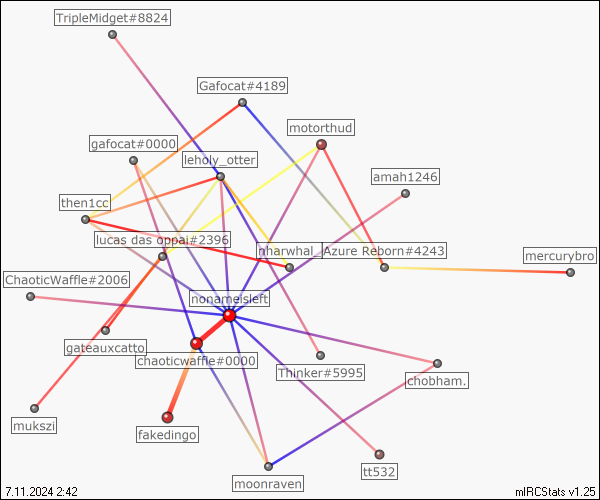 TripleMidget#8824
Gafocat#4189
motorthud
gafocat#0000
leholy_otter
amah1246
then1cc
lucas das oppai#2396
nharwhal_
Azure Reborn#4243
mercurybro
ChaoticWaffle#2006
nonameisleft
gateauxcatto
chaoticwaffle#0000
Thinker#5995
chobham.
mukszi
fakedingo
tt532
moonraven
7.11.2024 2:42
mIRCStats v1.25